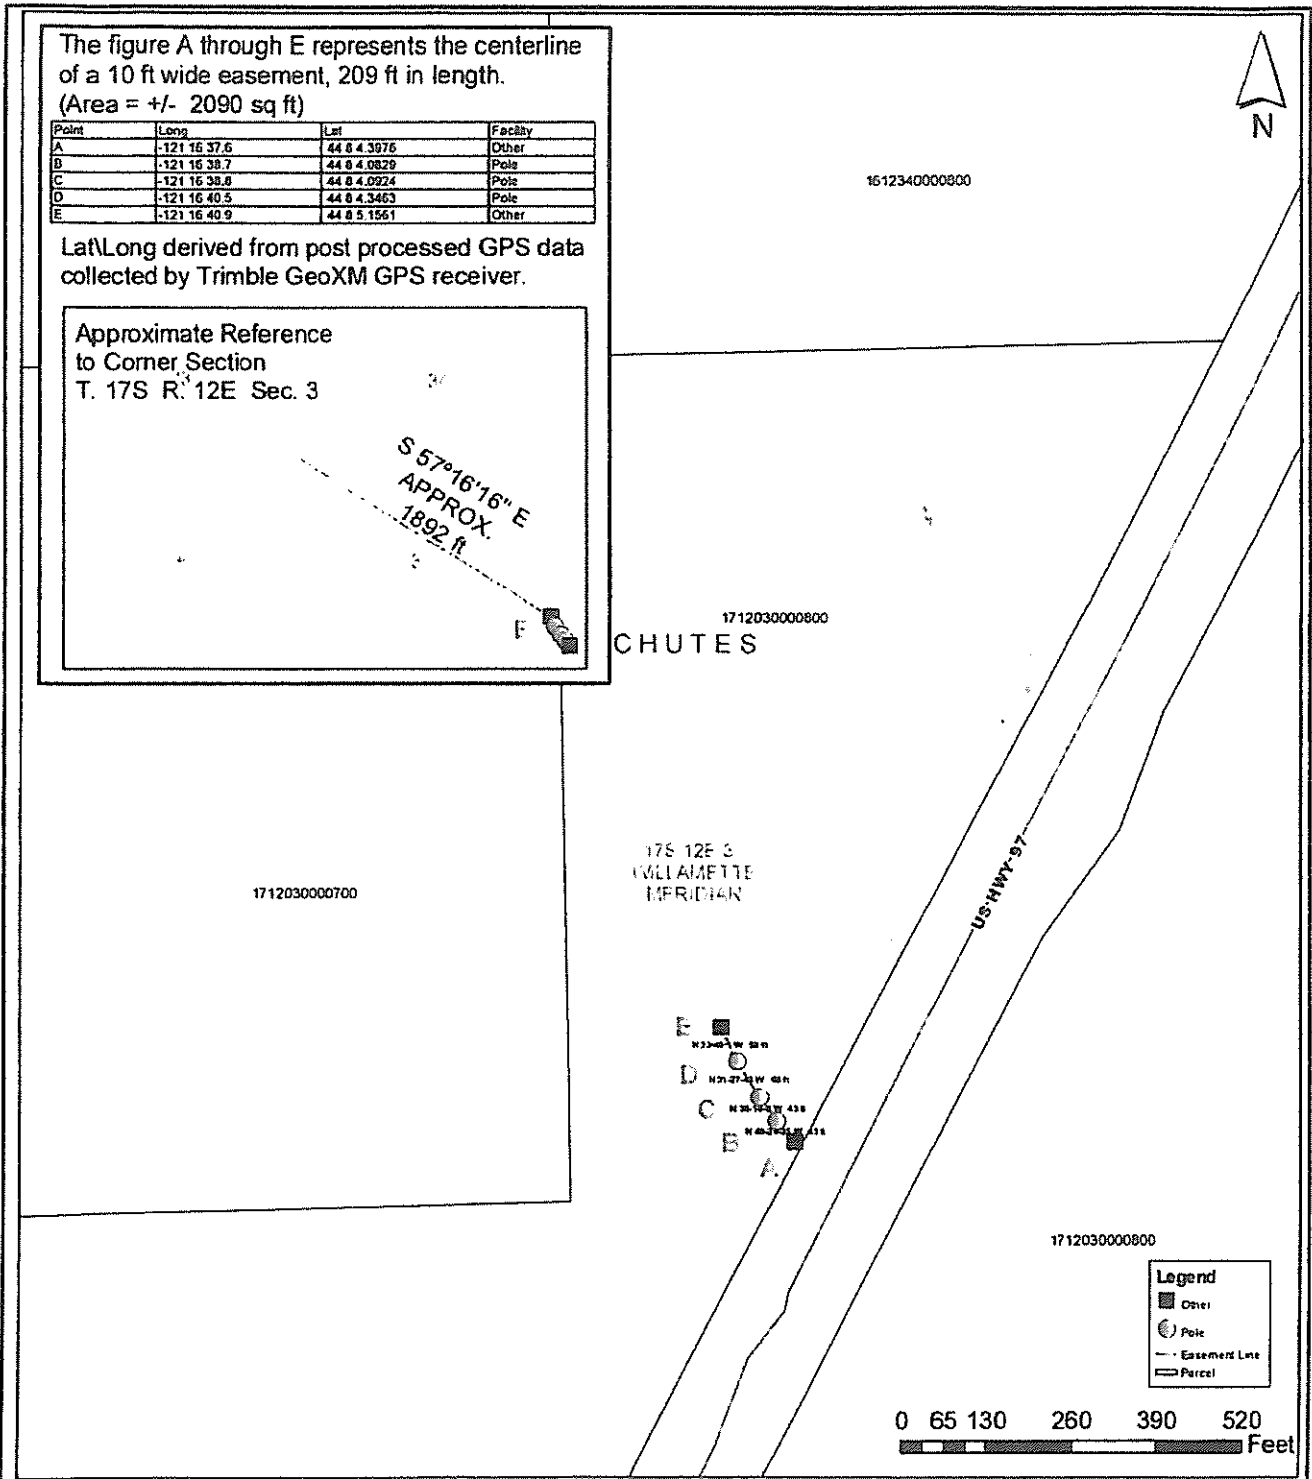 The figure A through E represents the centerline
of a 10 ft wide easement, 209 ft in length.
(Area = +/- 2090 sq ft)
Point Long Lat Facility
A -121 16 37.6 44 8 4.3976 Other
B -121 16 38.7 44 8 4.0829 Pole
C -121 16 38.8 44 8 4.0924 Pole
D -121 16 40.5 44 8 4.3463 Pole
E -121 16 40.9 44 8 5.1561 Other
Lat\Long derived from post processed GPS data
collected by Trimble GeoXM GPS receiver.
Approximate Reference
to Corner Section
T. 17S R. 12E Sec. 3
S 57°16'16" E
APPROX.
1892 ft
N
1612340000800
1712030000800
CHUTES
17S 12E 3
WILLAMETTE
MERIDIAN
1712030000700
US HWY 97
E
D
C
B
A
1712030000800
Legend
Other
Pole
Easement Line
Parcel
0 65 130 260 390 520
Feet